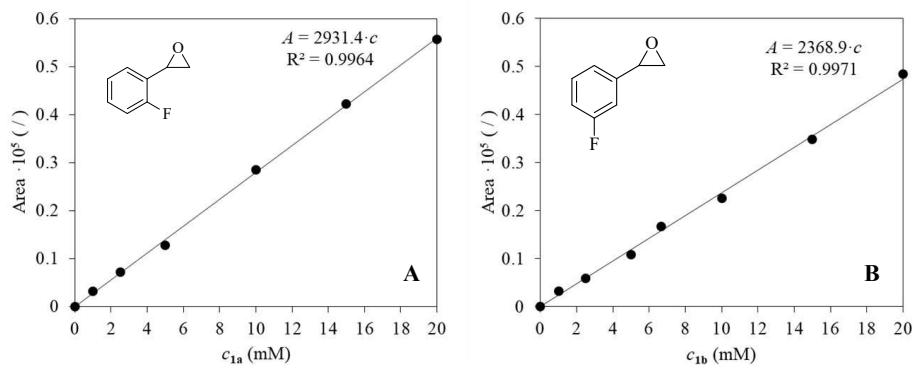 0.6
0.5
0.4
0.3
0.2
0.1
0
Area ·10⁵ ( / )
O
F
A = 2931.4·c
R² = 0.9964
A
0 2 4 6 8 10 12 14 16 18 20
c1a (mM)
0.6
0.5
0.4
0.3
0.2
0.1
0
Area ·10⁵ ( / )
O
F
A = 2368.9·c
R² = 0.9971
B
0 2 4 6 8 10 12 14 16 18 20
c1b (mM)